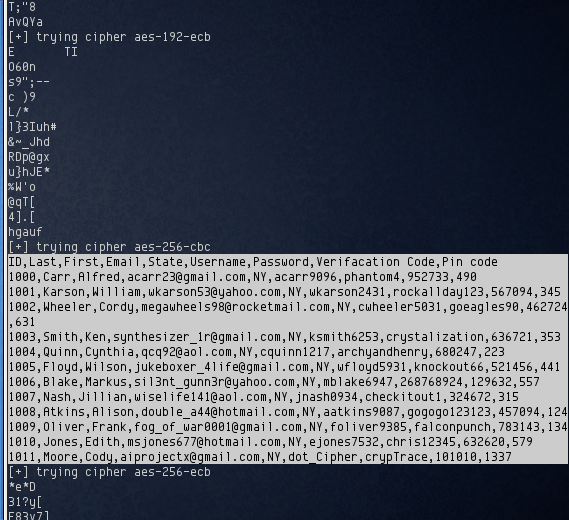 T;"8
AvQYa
[+] trying cipher aes-192-ecb
E TI
O60n
s9";--
c )9
L/*
l}3Iuh#
&~_Jhd
RDp@gx
u}hJE*
%W'o
@qT[
4].[
hgauf
[+] trying cipher aes-256-cbc
ID,Last,First,Email,State,Username,Password,Verifacation Code,Pin code
1000,Carr,Alfred,acarr23@gmail.com,NY,acarr9096,phantom4,952733,490
1001,Karson,William,wkarson53@yahoo.com,NY,wkarson2431,rockallday123,567094,345
1002,Wheeler,Cordy,megawheels98@rocketmail.com,NY,cwheeler5031,goeagles90,462724
,631
1003,Smith,Ken,synthesizer_1r@gmail.com,NY,ksmith6253,crystalization,636721,353
1004,Quinn,Cynthia,qcq92@aol.com,NY,cquinn1217,archyandhenry,680247,223
1005,Floyd,Wilson,jukeboxer_4life@gmail.com,NY,wfloyd5931,knockout66,521456,441
1006,Blake,Markus,sil3nt_gunn3r@yahoo.com,NY,mblake6947,268768924,129632,557
1007,Nash,Jillian,wiselife141@aol.com,NY,jnash0934,checkitout1,324672,315
1008,Atkins,Alison,double_a44@hotmail.com,NY,aatkins9087,gogogo123123,457094,124
1009,Oliver,Frank,fog_of_war0001@gmail.com,NY,foliver9385,falconpunch,783143,134
1010,Jones,Edith,msjones677@hotmail.com,NY,ejones7532,chris12345,632620,579
1011,Moore,Cody,aiprojectx@gmail.com,NY,dot_Cipher,crypTrace,101010,1337
[+] trying cipher aes-256-ecb
*e*D
31?y[